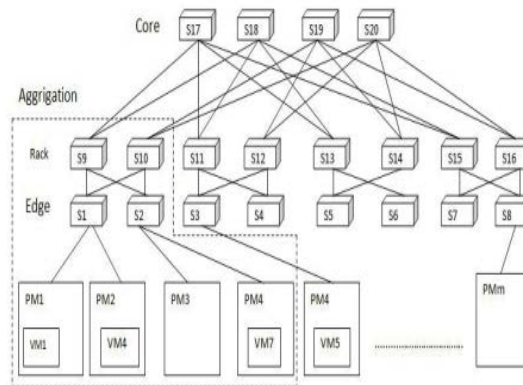 Core
S17 S18 S19 S20
Aggrigation
Rack
S9 S10 S11 S12 S13 S14 S15 S16
Edge
S1 S2 S3 S4 S5 S6 S7 S8
PM1 PM2 PM3 PM4 PM4 PMm
VM1 VM4 VM7 VM5